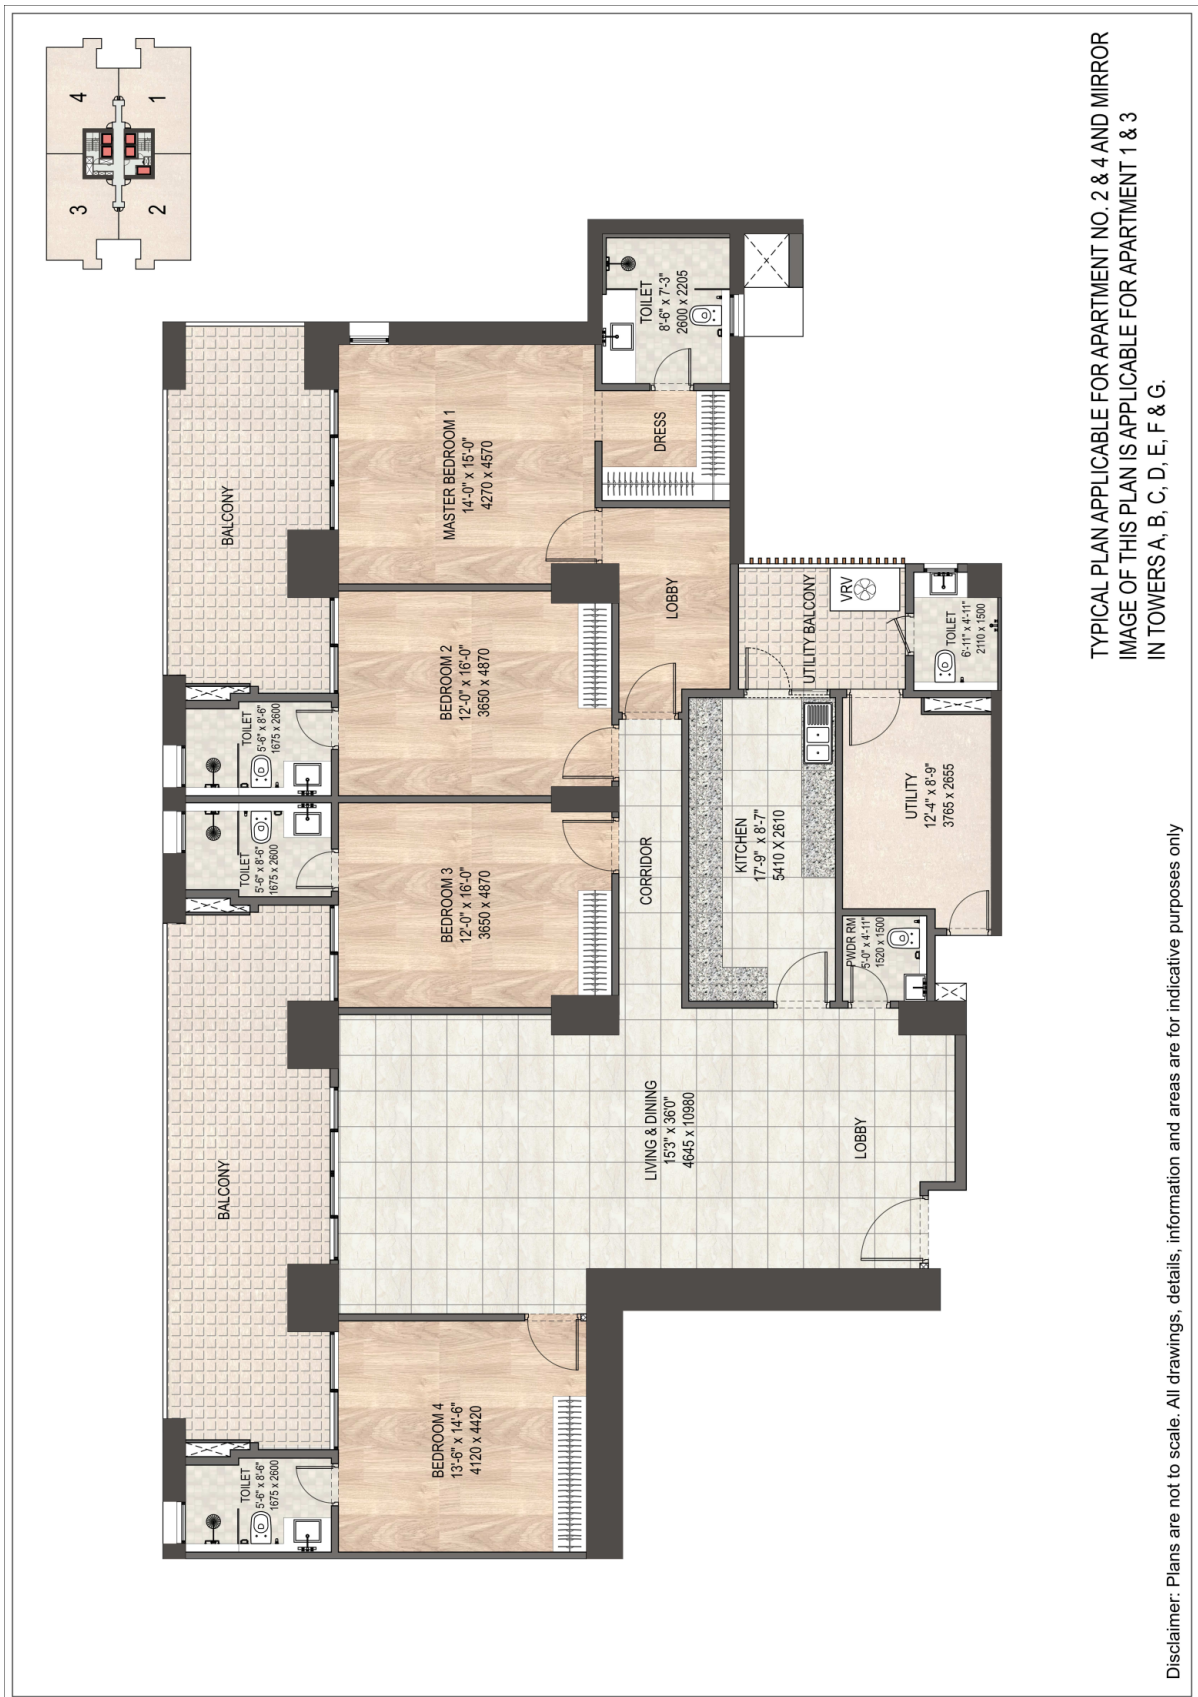 4
1
3
2
TYPICAL PLAN APPLICABLE FOR APARTMENT NO. 2 & 4 AND MIRROR
IMAGE OF THIS PLAN IS APPLICABLE FOR APARTMENT 1 & 3
IN TOWERS A, B, C, D, E, F & G.
BALCONY
TOILET
5'-6" x 8'-6"
1675 x 2600
BEDROOM 4
13'-6" x 14'-6"
4120 x 4420
BALCONY
LIVING & DINING
15'3" x 36'0"
4645 x 10980
LOBBY
TOILET
5'-6" x 8'-6"
1675 x 2600
BEDROOM 3
12'-0" x 16'-0"
3650 x 4870
CORRIDOR
KITCHEN
17'-9" x 8'-7"
5410 X 2610
PWDR RM
5'-0" x 4'-11"
1520 x 1500
UTILITY
12'-4" x 8'-9"
3765 x 2655
TOILET
5'-6" x 8'-6"
1675 x 2600
BEDROOM 2
12'-0" x 16'-0"
3650 x 4870
LOBBY
UTILITY BALCONY
VRV
TOILET
6'-11" x 4'-11"
2110 x 1500
MASTER BEDROOM 1
14'-0" x 15'-0"
4270 x 4570
DRESS
TOILET
8'-6" x 7'-3"
2600 x 2205
Disclaimer: Plans are not to scale. All drawings, details, information and areas are for indicative purposes only